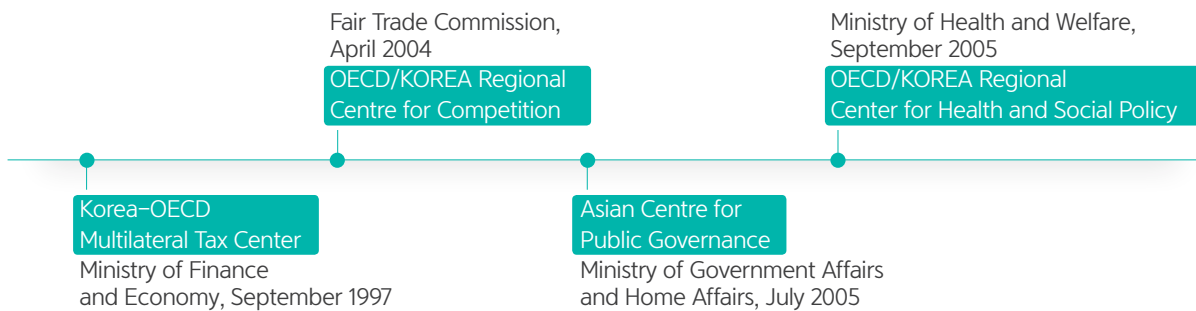 Fair Trade Commission,
April 2004
OECD/KOREA Regional
Centre for Competition
Ministry of Health and Welfare,
September 2005
OECD/KOREA Regional
Center for Health and Social Policy
Korea-OECD
Multilateral Tax Center
Ministry of Finance
and Economy, September 1997
Asian Centre for
Public Governance
Ministry of Government Affairs
and Home Affairs, July 2005